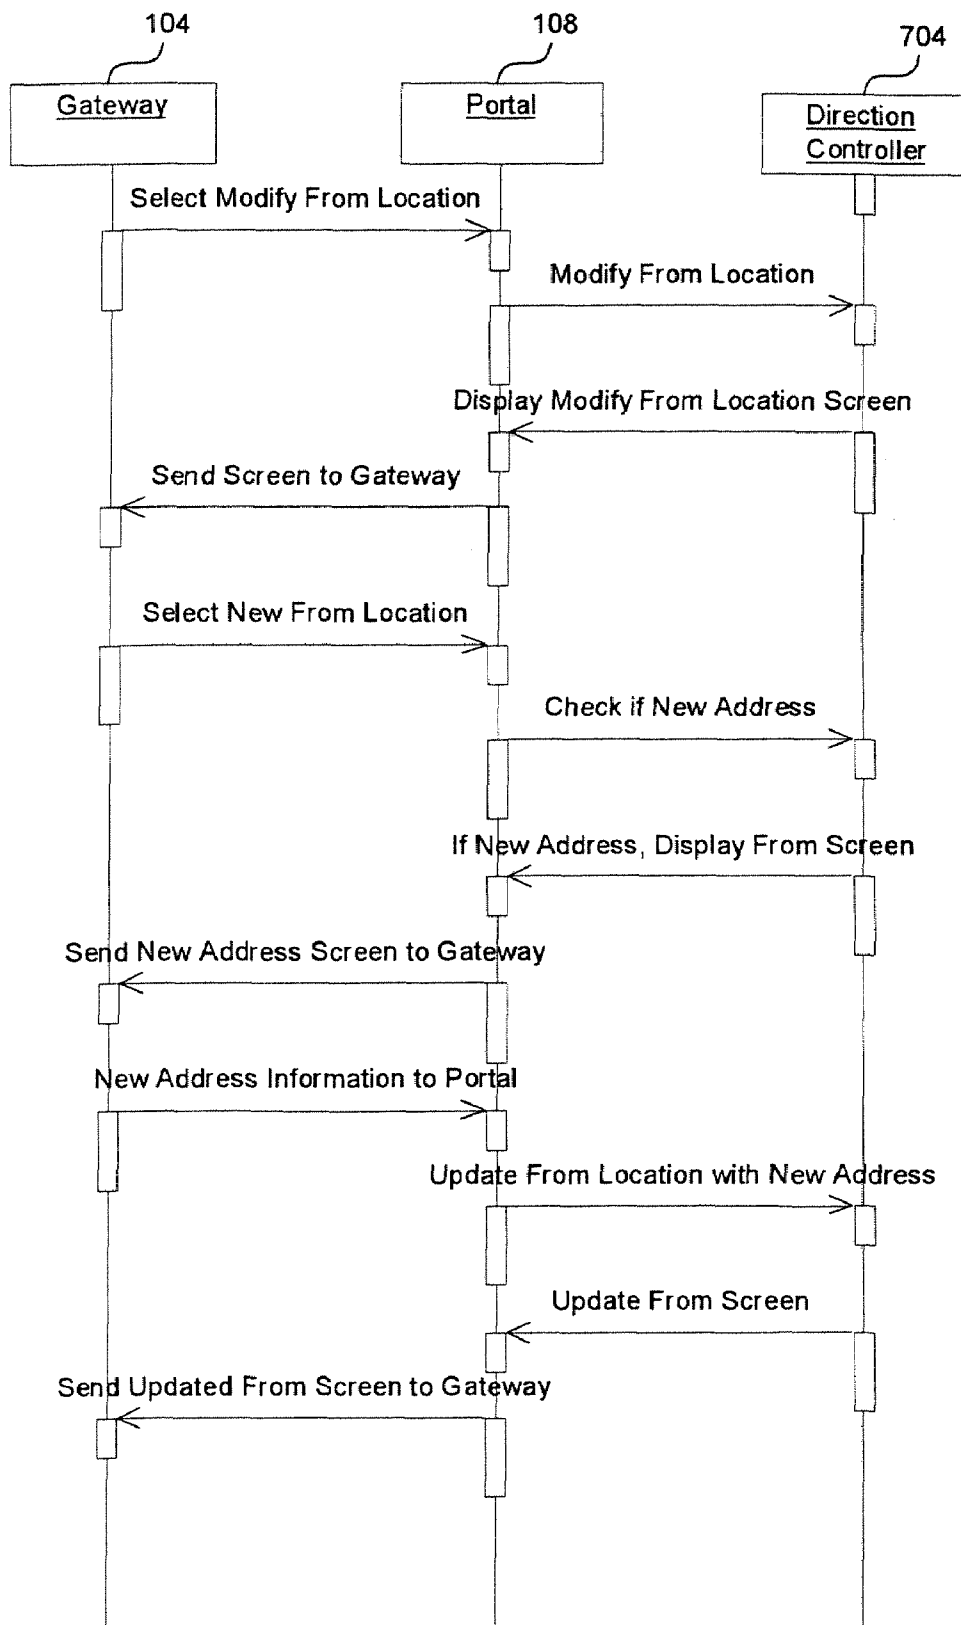 104
108
704
Gateway
Portal
Direction
Controller
Select Modify From Location
Modify From Location
Display Modify From Location Screen
Send Screen to Gateway
Select New From Location
Check if New Address
If New Address, Display From Screen
Send New Address Screen to Gateway
New Address Information to Portal
Update From Location with New Address
Update From Screen
Send Updated From Screen to Gateway